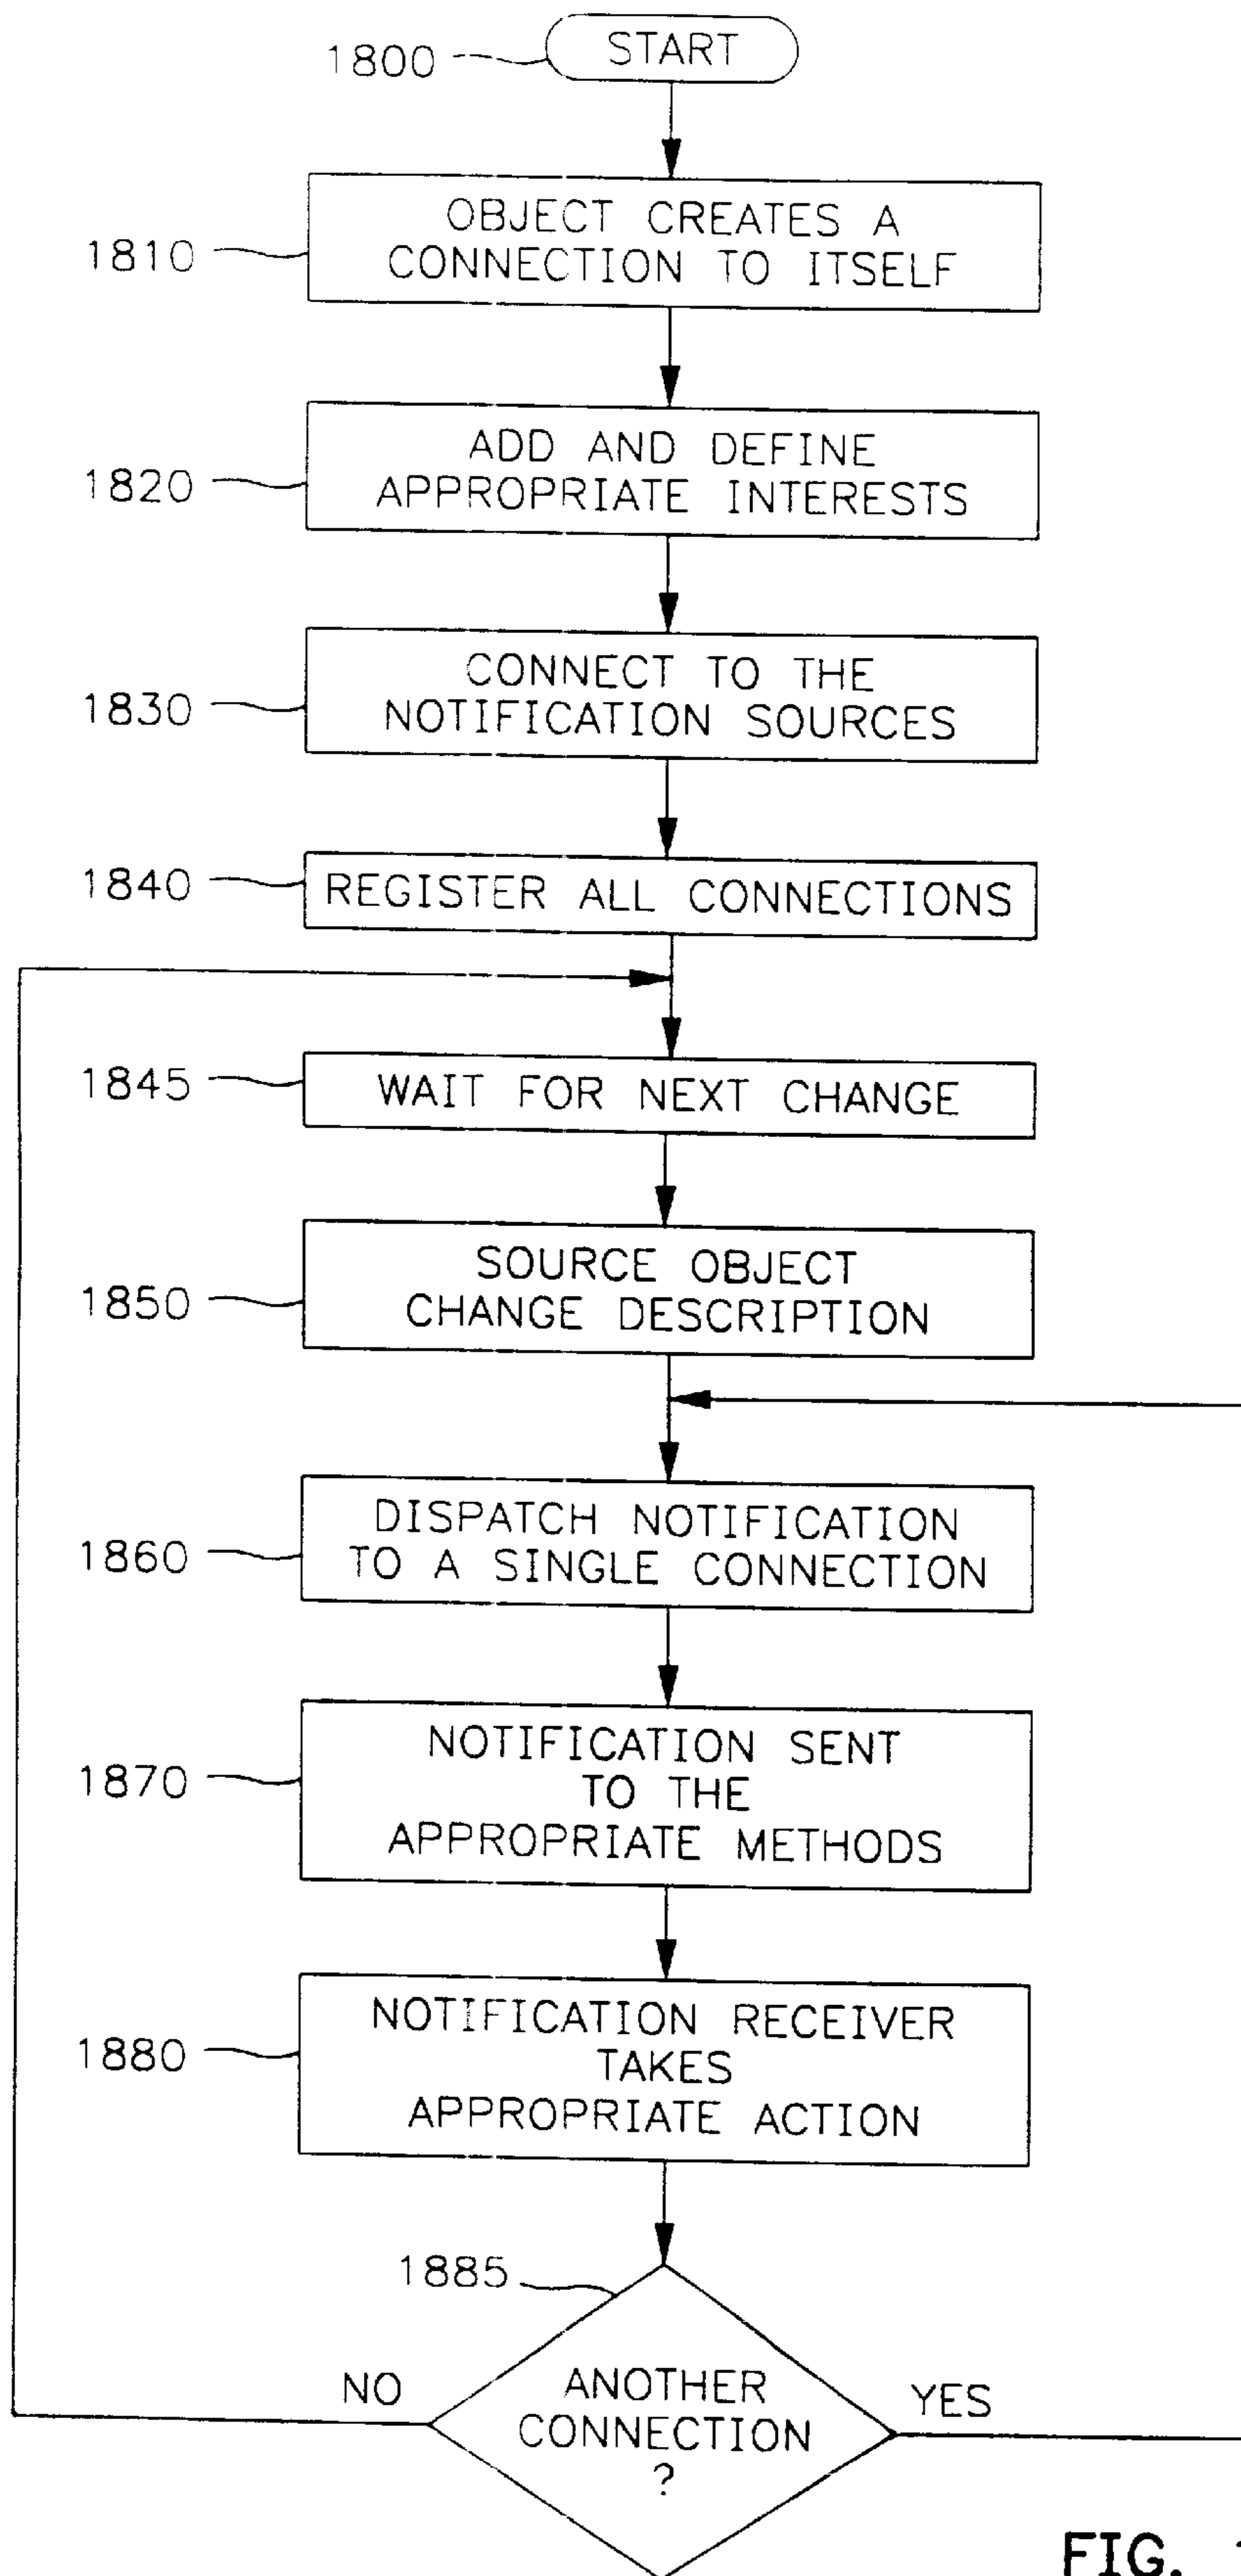 START
1800
OBJECT CREATES A
CONNECTION TO ITSELF
1810
ADD AND DEFINE
APPROPRIATE INTERESTS
1820
CONNECT TO THE
NOTIFICATION SOURCES
1830
1840
REGISTER ALL CONNECTIONS
1845
WAIT FOR NEXT CHANGE
SOURCE OBJECT
CHANGE DESCRIPTION
1850
DISPATCH NOTIFICATION
TO A SINGLE CONNECTION
1860
NOTIFICATION SENT
TO THE
APPROPRIATE METHODS
1870
NOTIFICATION RECEIVER
TAKES
APPROPRIATE ACTION
1880
1885
NO
ANOTHER
CONNECTION
?
YES
FIG.